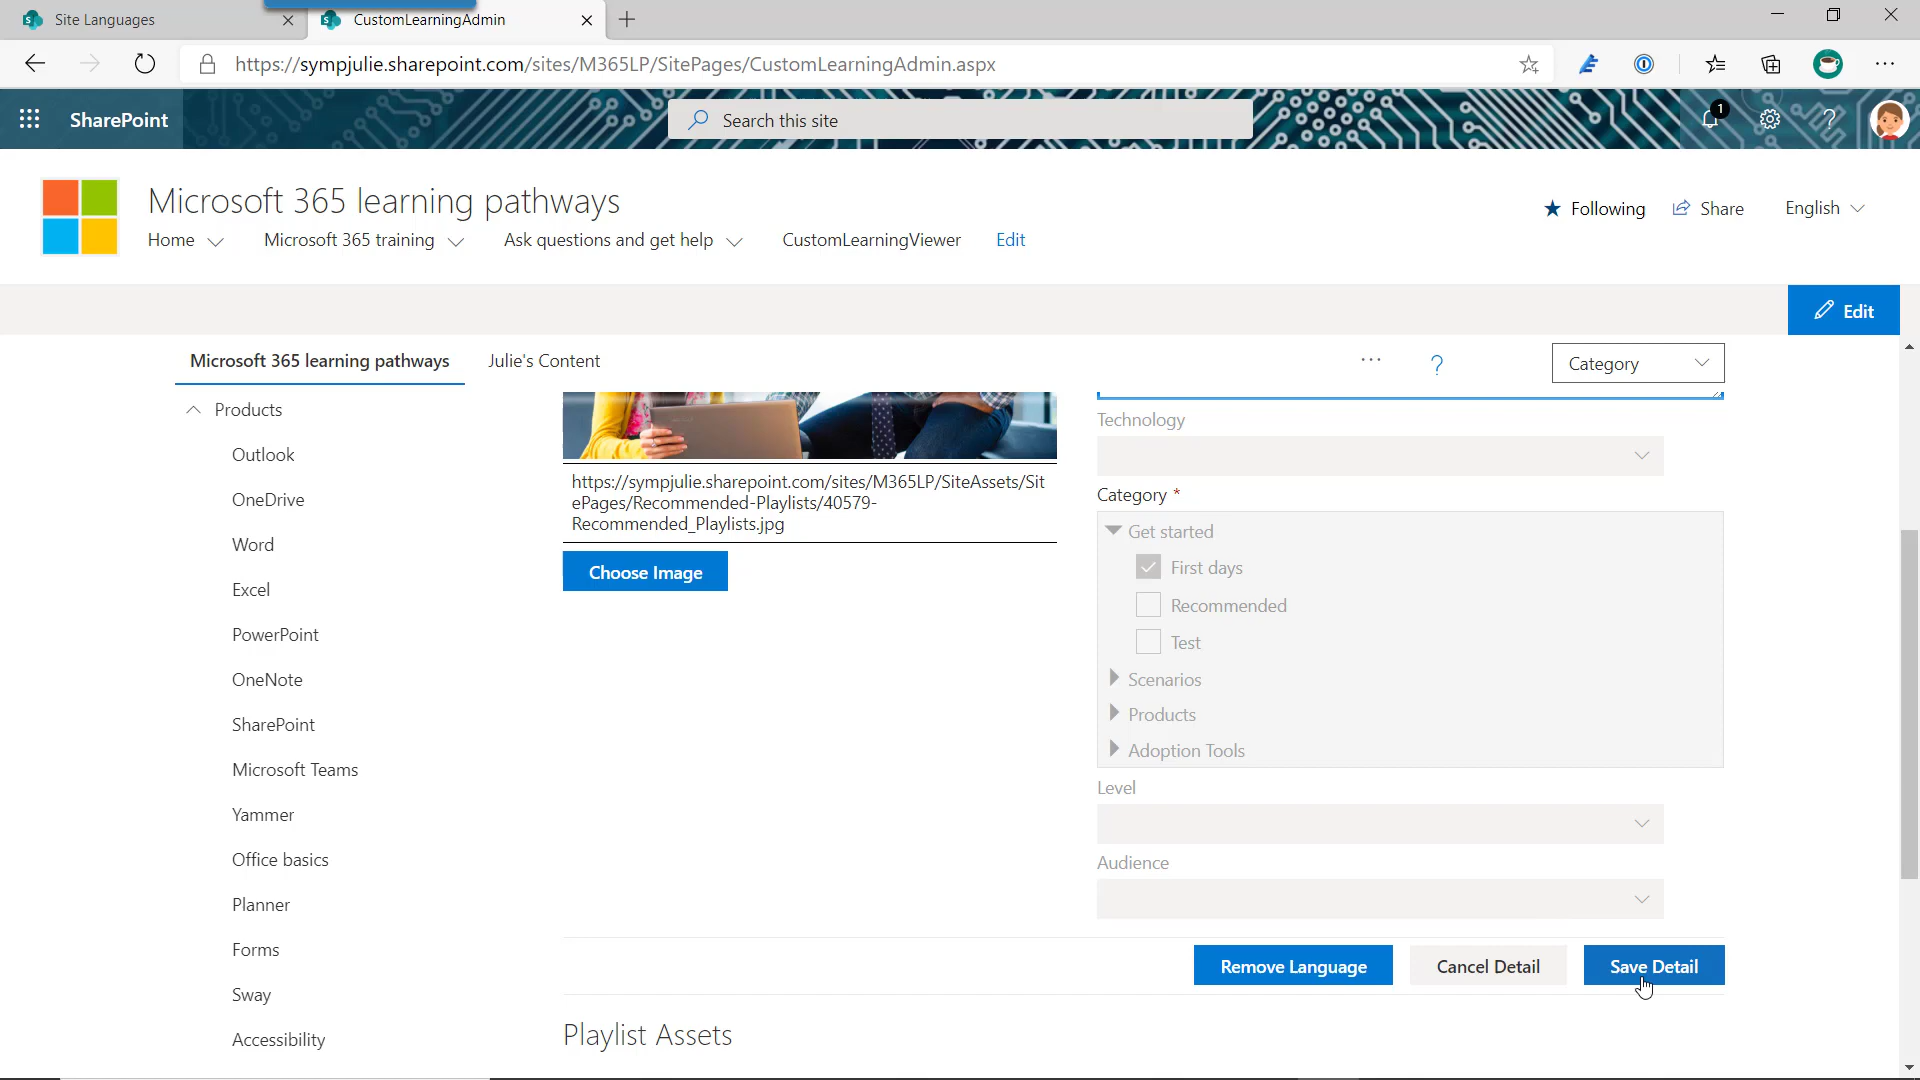 Site Languages
CustomLearningAdmin
https://sympjulie.sharepoint.com/sites/M365LP/SitePages/CustomLearningAdmin.aspx
SharePoint
Search this site
1
Microsoft 365 learning pathways
Following
Share
English
Home
Microsoft 365 training
Ask questions and get help
CustomLearningViewer
Edit
Edit
Microsoft 365 learning pathways
Julie's Content
?
Category
Products
Outlook
OneDrive
Word
Excel
PowerPoint
OneNote
SharePoint
Microsoft Teams
Yammer
Office basics
Planner
Forms
Sway
Accessibility
https://sympjulie.sharepoint.com/sites/M365LP/SiteAssets/Sit
ePages/Recommended-Playlists/40579-
Recommended_Playlists.jpg
Choose Image
Technology
Category *
Get started
First days
Recommended
Test
Scenarios
Products
Adoption Tools
Level
Audience
Remove Language
Cancel Detail
Save Detail
Playlist Assets